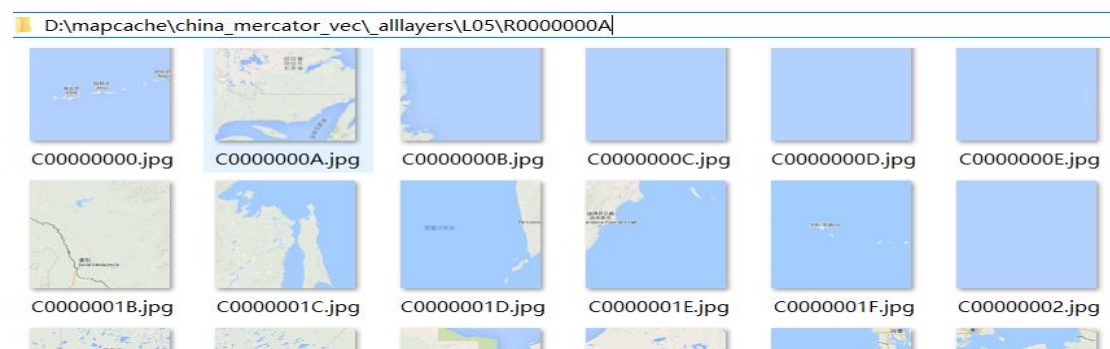 D:\mapcache\china_mercator_vec\_alllayers\L05\R0000000A
C00000000.jpg C0000000A.jpg C0000000B.jpg C0000000C.jpg C0000000D.jpg C0000000E.jpg
C0000001B.jpg C0000001C.jpg C0000001D.jpg C0000001E.jpg C0000001F.jpg C00000002.jpg